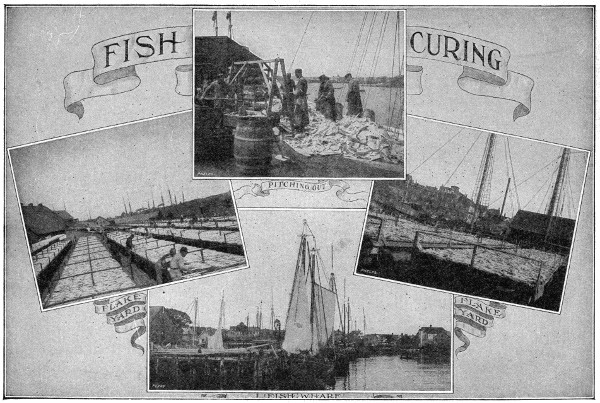 FISH CURING
PITCHING OUT
FLAKE YARD
FLAKE YARD
FISH WHARF